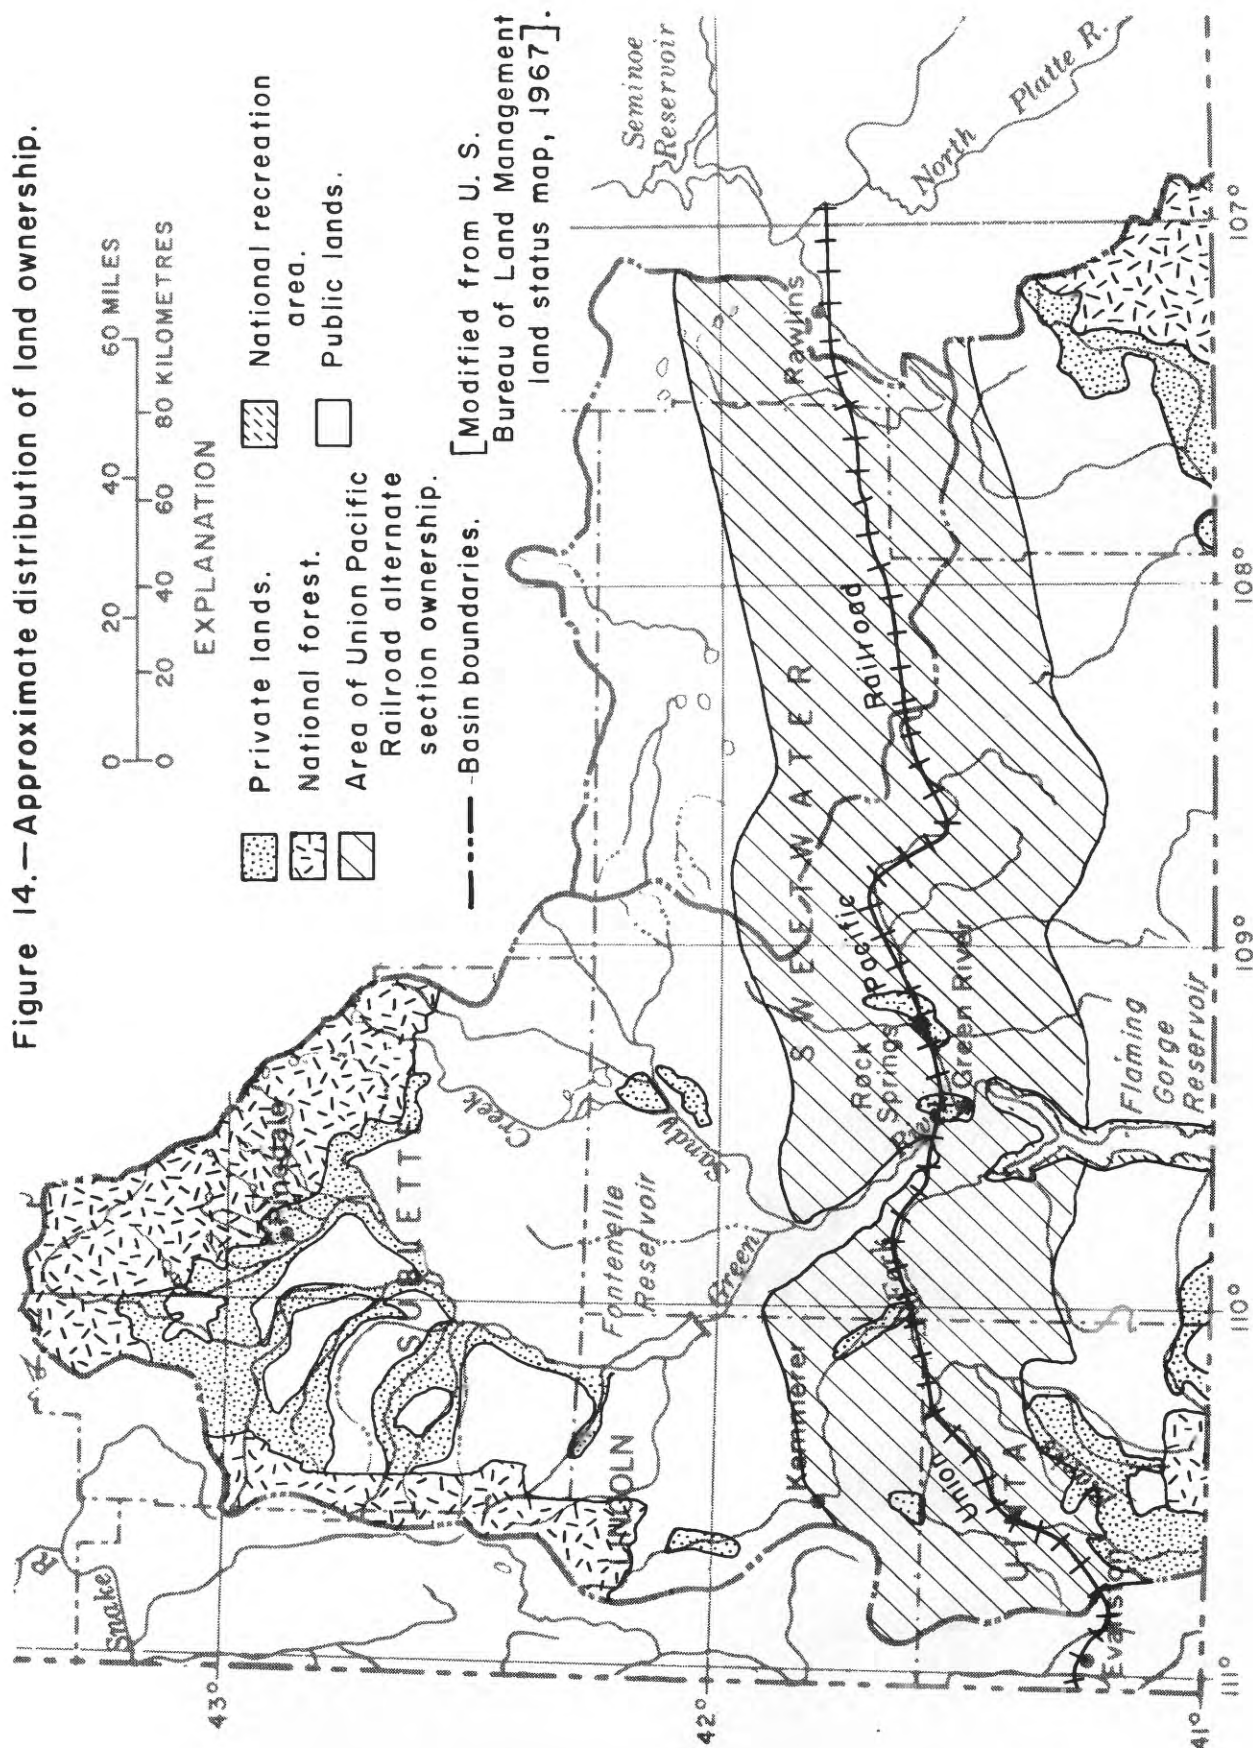 Figure 14.—Approximate distribution of land ownership.
0 20 40 60 MILES
0 20 40 60 80 KILOMETRES
EXPLANATION
Private lands.
National forest.
Area of Union Pacific
Railroad alternate
section ownership.
Basin boundaries.
National recreation
area.
Public lands.
[Modified from U. S.
Bureau of Land Management
land status map, 1967].
43°
42°
41°
111°
110°
109°
108°
107°
Snake
R.
Pinedale
SUBLETTE
LINCOLN
Fontenelle
Reservoir
Creek
Sandy
Green
River
Kemmerer
Union
Pacific
Railroad
UINTA
Evanston
Rock
Springs
Green River
SWEETWATER
Flaming
Gorge
Reservoir
Rawlins
Seminoe
Reservoir
North Platte R.